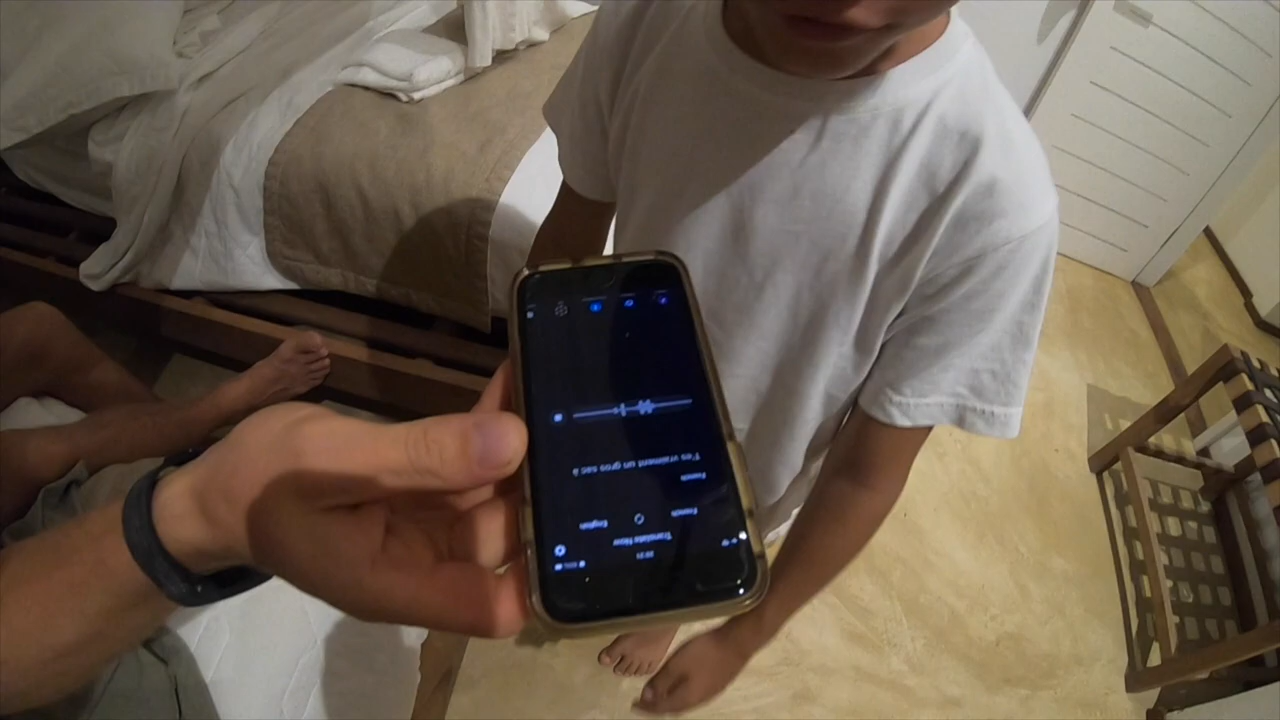 Translate Now
French English
French
T'es vraiment un gros sac à